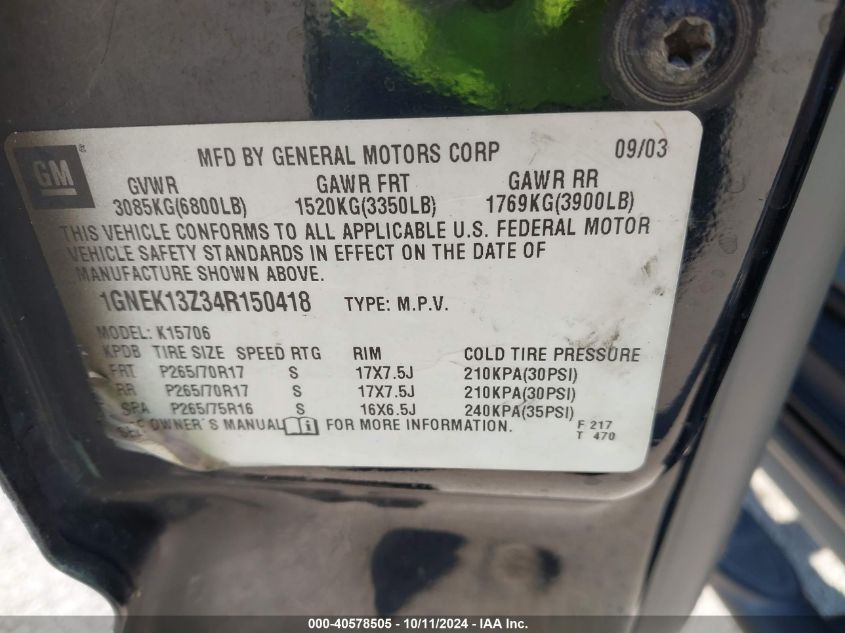 GM
MFD BY GENERAL MOTORS CORP 09/03
GVWR GAWR FRT GAWR RR
3085KG(6800LB) 1520KG(3350LB) 1769KG(3900LB)
THIS VEHICLE CONFORMS TO ALL APPLICABLE U.S. FEDERAL MOTOR
VEHICLE SAFETY STANDARDS IN EFFECT ON THE DATE OF
MANUFACTURE SHOWN ABOVE.
1GNEK13Z34R150418 TYPE: M.P.V.
MODEL: K15706
KPDB TIRE SIZE SPEED RTG RIM COLD TIRE PRESSURE
FRT P265/70R17 S 17X7.5J 210KPA(30PSI)
RR P265/70R17 S 17X7.5J 210KPA(30PSI)
SPA P265/75R16 S 16X6.5J 240KPA(35PSI)
OWNER'S MANUAL FOR MORE INFORMATION. F 217
T 470
000-40578505 - 10/11/2024 - IAA Inc.